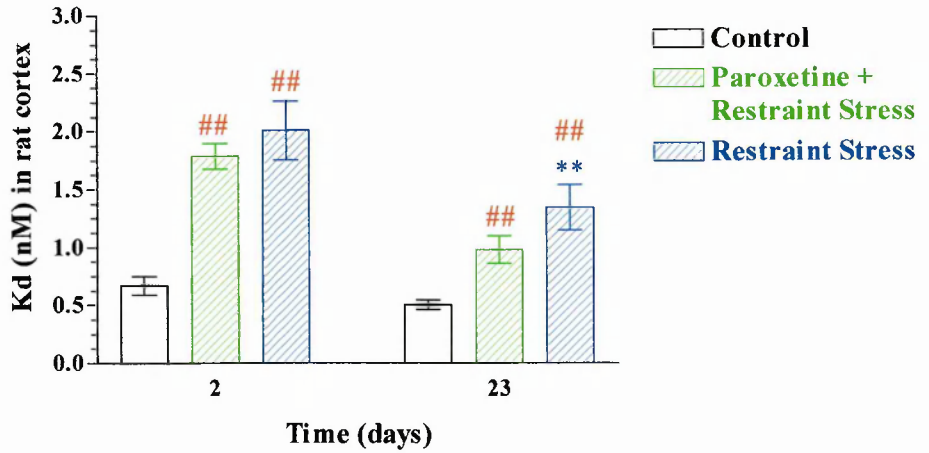 Kd (nM) in rat cortex
3.0
2.5
2.0
1.5
1.0
0.5
0.0
##
##
##
##
**
2
23
Time (days)
Control
Paroxetine +
Restraint Stress
Restraint Stress